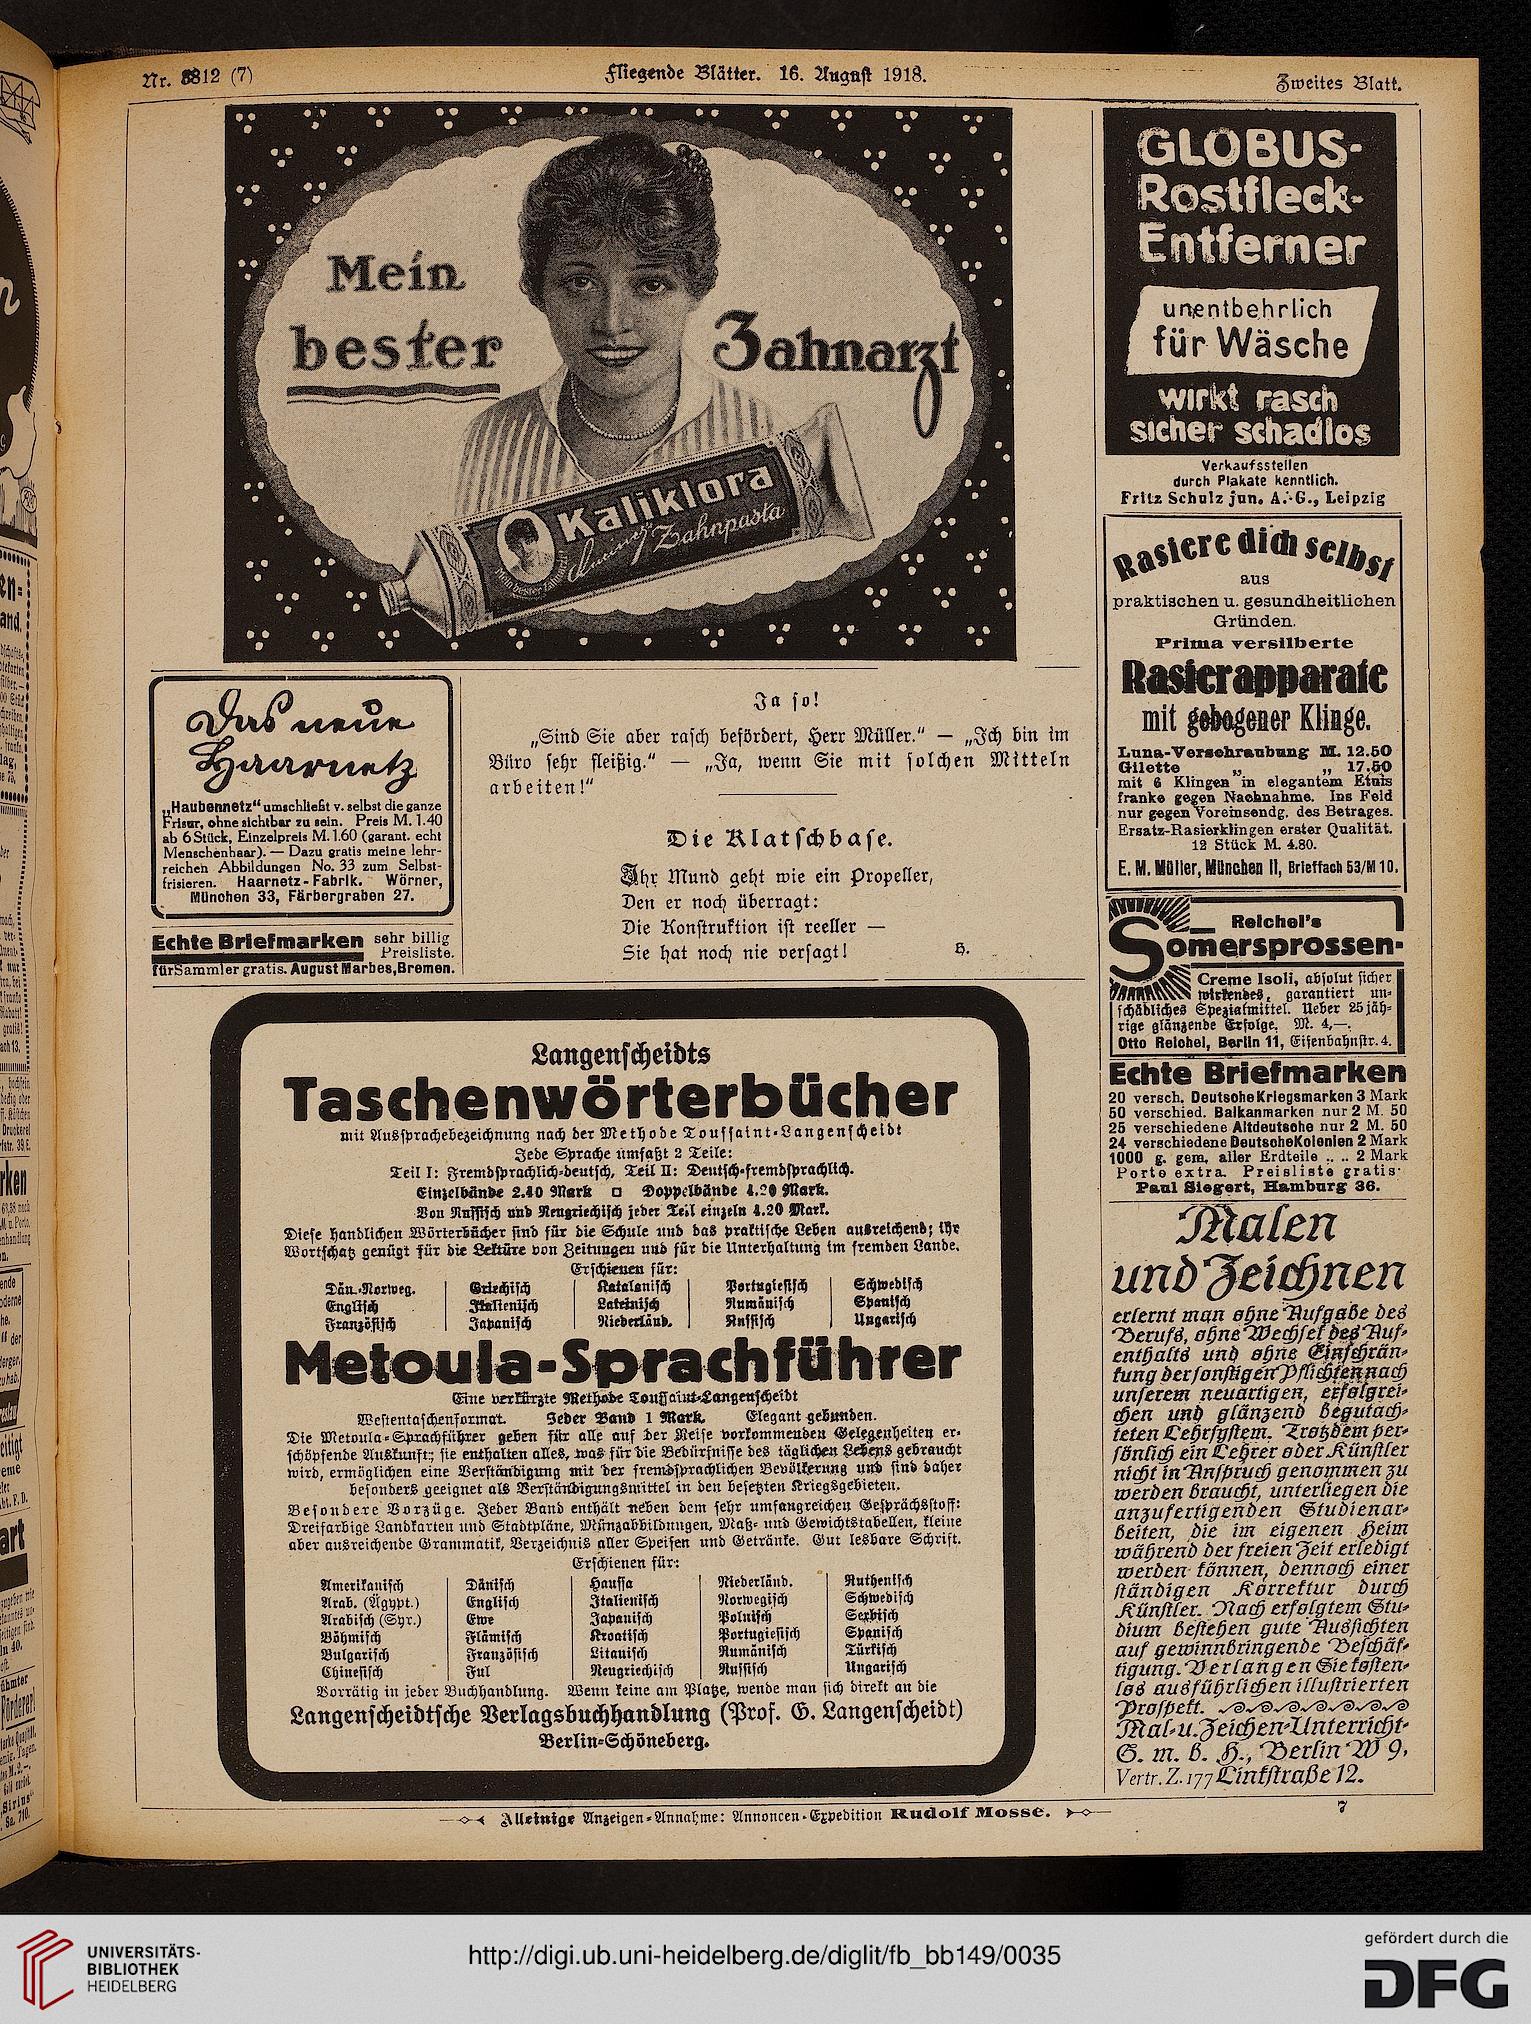 Nr. 3812 (7)
Fliegende Blätter. 16. August 1918.
Zweites Blatt.
Mein
bester
Zahnarzt
Kaliklora
Zahnpasta
Das neue
Haarnetz
„Haubennetz“ umschließt v. selbst die ganze
Frisur, ohne sichtbar zu sein. Preis M. 1.40
ab 6 Stück, Einzelpreis M. 1.60 (garant. echt
Menschenhaar). — Dazu gratis meine lehr-
reichen Abbildungen No. 33 zum Selbst-
frisieren. Haarnetz-Fabrik. Wörner,
München 33, Färbergraben 27.
Echte Briefmarken sehr billig
Preisliste.
für Sammler gratis. August Marbes, Bremen.
Ja so!
„Sind Sie aber rasch befördert, Herr Müller.“ — „Ich bin im
Büro sehr fleißig.“ — „Ja, wenn Sie mit solchen Mitteln
arbeiten!“
Die Klatschbase.
Ihr Mund geht wie ein Propeller,
Den er noch überragt:
Die Konstruktion ist reeller —
Sie hat noch nie versagt!
H.
Langenscheidts
Taschenwörterbücher
mit Aussprachebezeichnung nach der Methode Toussaint-Langenscheidt
Jede Sprache umfaßt 2 Teile:
Teil I: Fremdsprachlich-deutsch, Teil II: Deutsch-fremdsprachlich.
Einzelbände 2.40 Mark □ Doppelbände 4.20 Mark.
Von Russisch und Neugriechisch jeder Teil einzeln 4.20 Mark.
Diese handlichen Wörterbücher sind für die Schule und das praktische Leben ausreichend; ihr
Wortschatz genügt für die Lektüre von Zeitungen und für die Unterhaltung im fremden Lande.
Erschienen für:
Dän.-Norweg. Griechisch Katalanisch Portugiesisch Schwedisch
Englisch Italienisch Lateinisch Rumänisch Spanisch
Französisch Japanisch Niederländ. Russisch Ungarisch
Metoula-Sprachführer
Eine verkürzte Methode Toussaint-Langenscheidt
Westentaschenformat. Jeder Band 1 Mark. Elegant gebunden.
Die Metoula-Sprachführer geben für alle auf der Reise vorkommenden Gelegenheiten er-
schöpfende Auskunft; sie enthalten alles, was für die Bedürfnisse des täglichen Lebens gebraucht
wird, ermöglichen eine Verständigung mit der fremdsprachlichen Bevölkerung und sind daher
besonders geeignet als Verständigungsmittel in den besetzten Kriegsgebieten.
Besondere Vorzüge. Jeder Band enthält neben dem sehr umfangreichen Gesprächsstoff:
Dreifarbige Landkarten und Stadtpläne, Münzabbildungen, Maß- und Gewichtstabellen, kleine
aber ausreichende Grammatik, Verzeichnis aller Speisen und Getränke. Gut lesbare Schrift.
Erschienen für:
Amerikanisch Dänisch Haussa Niederländ. Ruthenisch
Arab. (Ägypt.) Englisch Italienisch Norwegisch Schwedisch
Arabisch (Syr.) Ewe Japanisch Polnisch Serbisch
Böhmisch Flämisch Kroatisch Portugiesisch Spanisch
Bulgarisch Französisch Litauisch Rumänisch Türkisch
Chinesisch Ful Neugriechisch Russisch Ungarisch
Vorrätig in jeder Buchhandlung. Wenn keine am Platze, wende man sich direkt an die
Langenscheidtsche Verlagsbuchhandlung (Prof. G. Langenscheidt)
Berlin-Schöneberg.
GLOBUS-
Rostfleck-
Entferner
unentbehrlich
für Wäsche
wirkt rasch
sicher schadlos
Verkaufsstellen
durch Plakate kenntlich.
Fritz Schulz jun. A.-G., Leipzig
Rasiere dich selbst
aus
praktischen u. gesundheitlichen
Gründen.
Prima versilberte
Rasierapparate
mit gebogener Klinge.
Luna-Verschraubung M. 12.50
Gilette „ „ 17.50
mit 6 Klingen in elegantem Etuis
franko gegen Nachnahme. Ins Feld
nur gegen Voreinsendg. des Betrages.
Ersatz-Rasierklingen erster Qualität.
12 Stück M. 4.80.
E. M. Müller, München II, Brieffach 53/M 10.
Reichel's
Somersprossen-
Creme Isoli, absolut sicher
wirkendes, garantiert un-
schädliches Spezialmittel. Ueber 25 jäh-
rige glänzende Erfolge. M. 4,—.
Otto Reichel, Berlin 11, Eisenbahnstr. 4.
Echte Briefmarken
20 versch. Deutsche Kriegsmarken 3 Mark
50 verschied. Balkanmarken nur 2 M. 50
25 verschiedene Altdeutsche nur 2 M. 50
24 verschiedene Deutsche Kolonien 2 Mark
1000 g. gem. aller Erdteile .. .. 2 Mark
Porto extra. Preisliste gratis.
Paul Siegert, Hamburg 36.
Malen
und Zeichnen
erlernt man ohne Aufgabe des
Berufs, ohne Wechsel des Auf-
enthalts und ohne Einschrän-
kung der sonstigen Pflichten nach
unserem neuartigen, erfolgrei-
chen und glänzend begutach-
teten Lehrsystem. Trotzdem per-
sönlich ein Lehrer oder Künstler
nicht in Anspruch genommen zu
werden braucht, unterliegen die
anzufertigenden Studienar-
beiten, die im eigenen Heim
während der freien Zeit erledigt
werden können, dennoch einer
ständigen Korrektur durch
Künstler. Nach erfolgtem Stu-
dium bestehen gute Aussichten
auf gewinnbringende Beschäf-
tigung. Verlangen Sie kosten-
los ausführlichen illustrierten
Prospekt.
Mal- u. Zeichen-Unterricht-
G. m. b. H., Berlin W 9,
Vertr. Z. 177 Linkstraße 12.
Alleinige Anzeigen-Annahme: Annoncen-Expedition Rudolf Mosse.
7
UNIVERSITÄTS-
BIBLIOTHEK
HEIDELBERG
http://digi.ub.uni-heidelberg.de/diglit/fb_bb149/0035
gefördert durch die
DFG